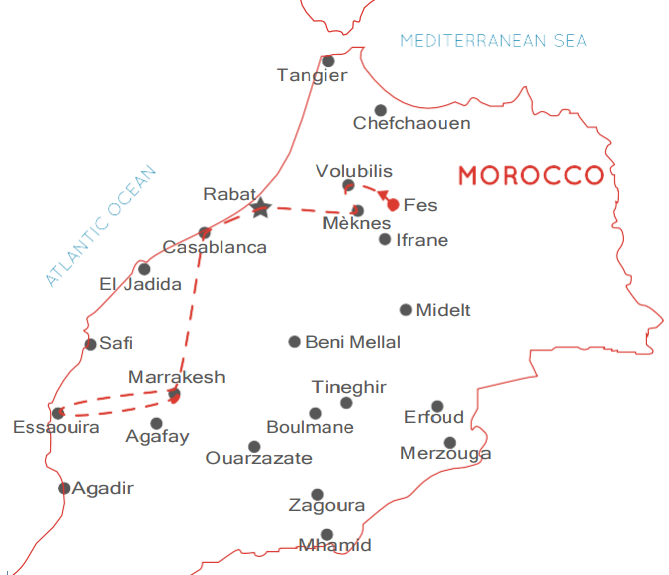 MEDITERRANEAN SEA
Tangier
Chefchaouen
Volubilis
MOROCCO
ATLANTIC OCEAN
Rabat
Fes
Mèknes
Ifrane
Casablanca
El Jadida
Midelt
Safi
Beni Mellal
Marrakesh
Tineghir
Essaouira
Agafay
Boulmane
Erfoud
Ouarzazate
Merzouga
Agadir
Zagoura
Mhamid